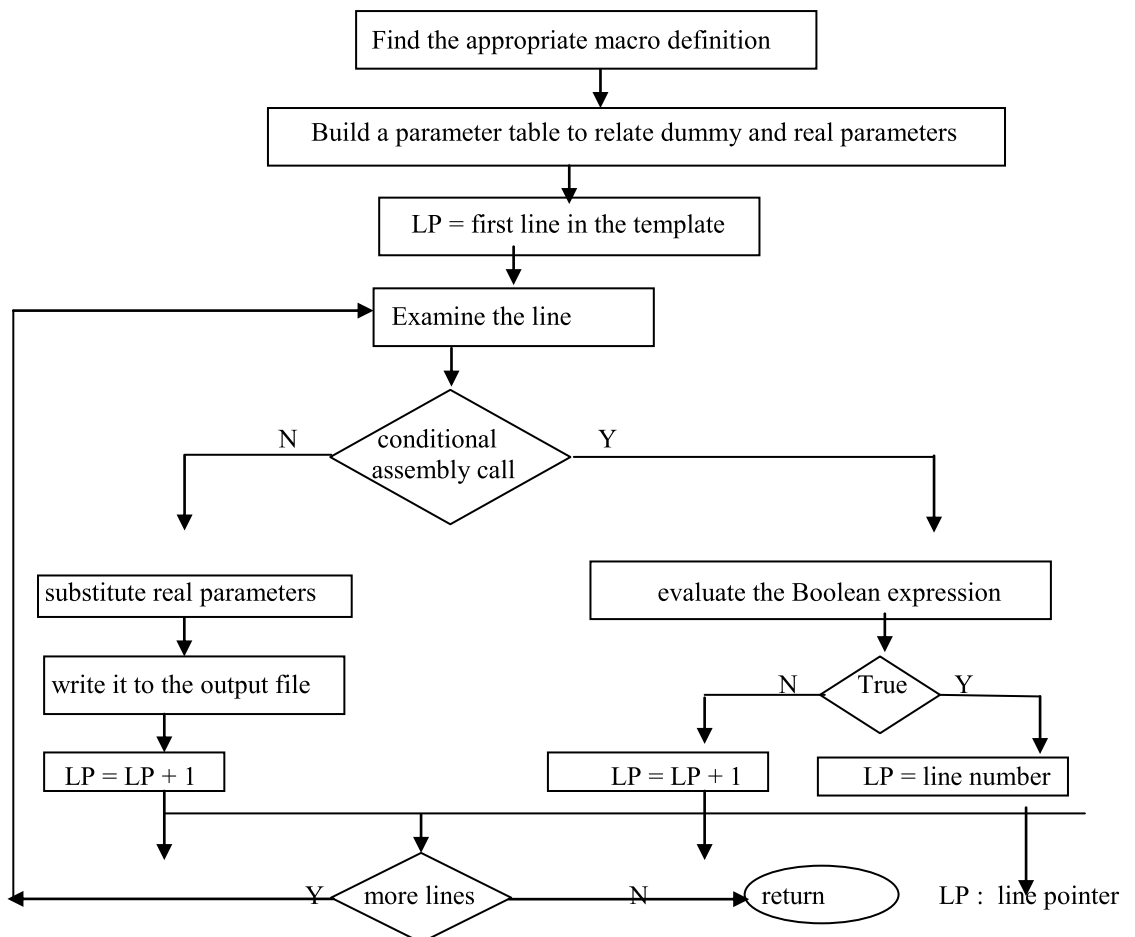 Find the appropriate macro definition
Build a parameter table to relate dummy and real parameters
LP = first line in the template
Examine the line
N
conditional
assembly call
Y
substitute real parameters
evaluate the Boolean expression
write it to the output file
N
True
Y
LP = LP + 1
LP = LP + 1
LP = line number
Y
more lines
N
return
LP : line pointer